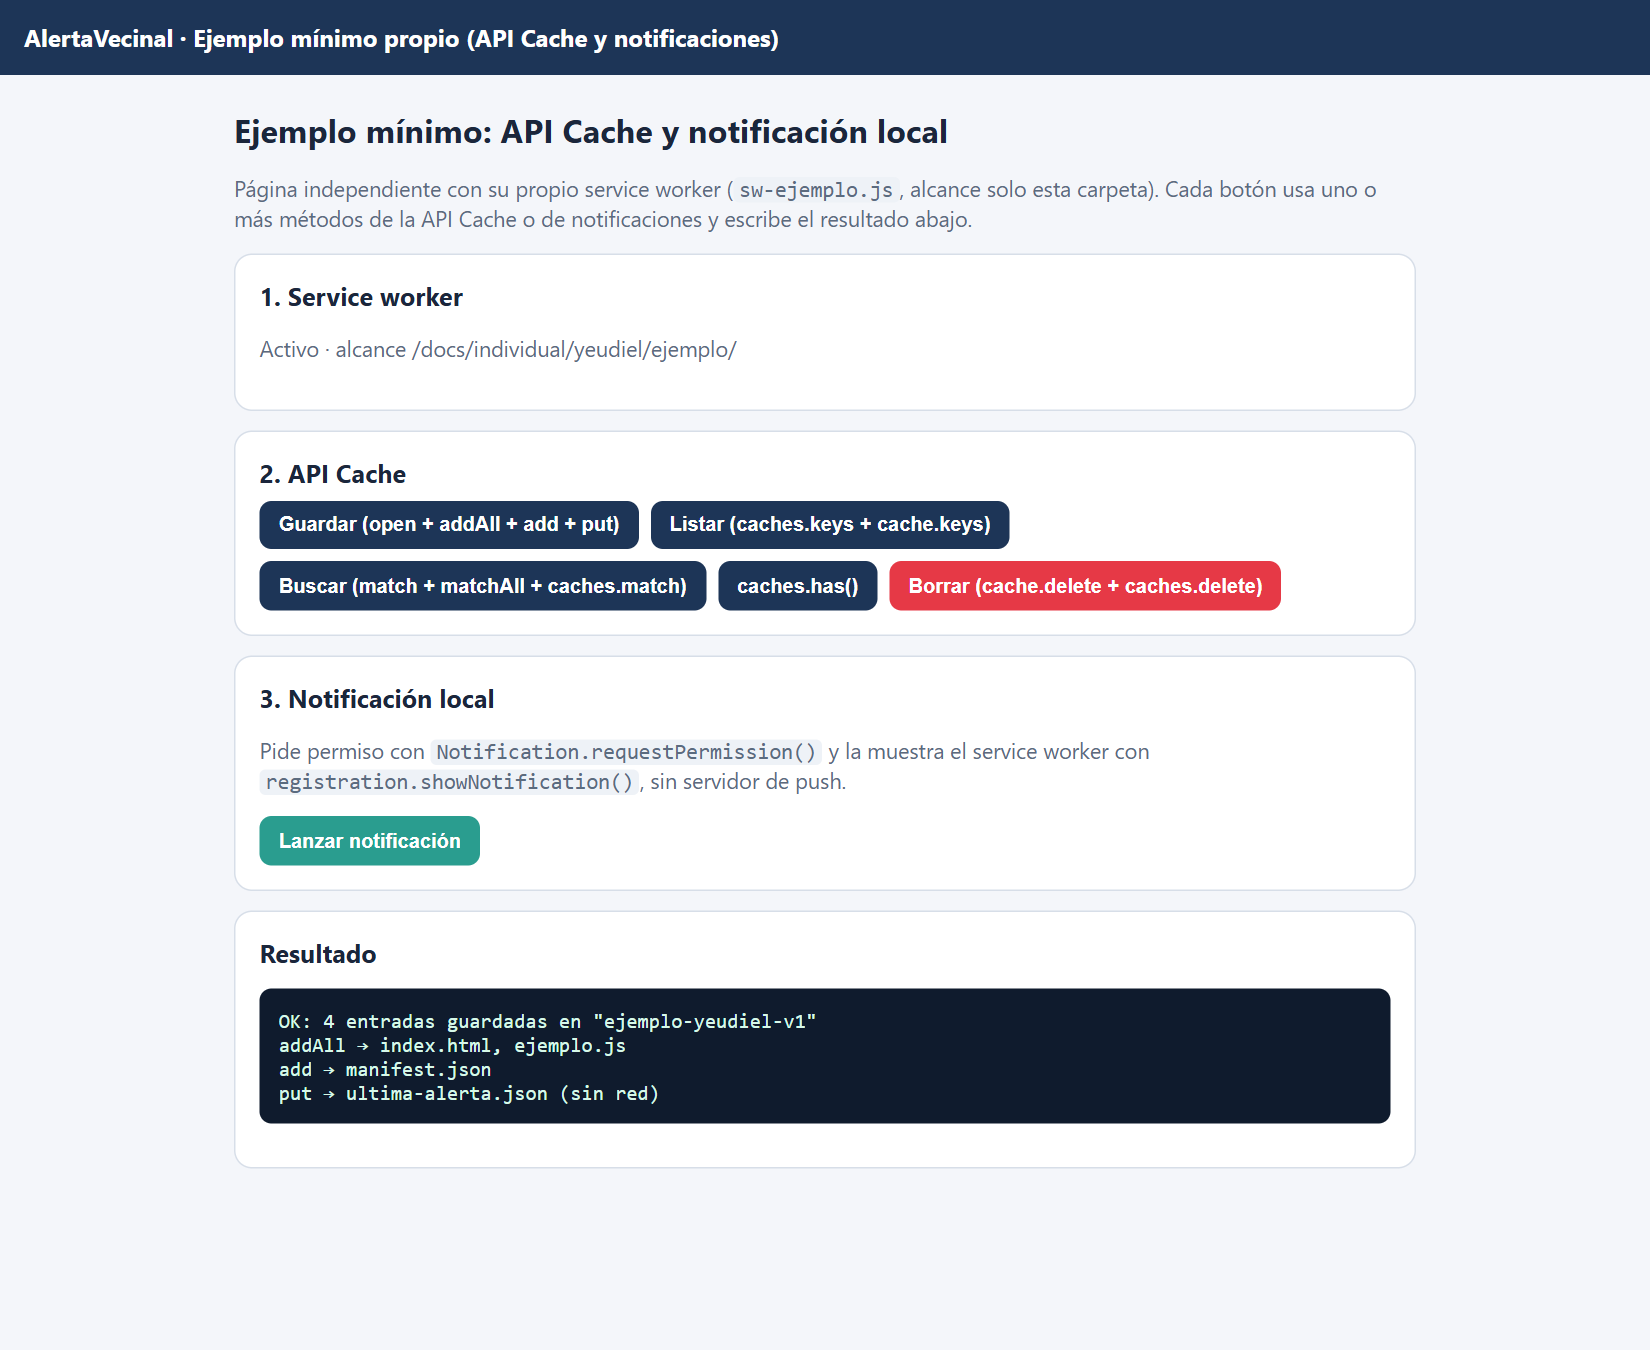 AlertaVecinal · Ejemplo mínimo propio (API Cache y notificaciones)
Ejemplo mínimo: API Cache y notificación local
Página independiente con su propio service worker ( sw-ejemplo.js , alcance solo esta carpeta). Cada botón usa uno o
más métodos de la API Cache o de notificaciones y escribe el resultado abajo.
1. Service worker
Activo · alcance /docs/individual/yeudiel/ejemplo/
2. API Cache
Guardar (open + addAll + add + put) Listar (caches.keys + cache.keys)
Buscar (match + matchAll + caches.match) caches.has() Borrar (cache.delete + caches.delete)
3. Notificación local
Pide permiso con Notification.requestPermission() y la muestra el service worker con
registration.showNotification() , sin servidor de push.
Lanzar notificación
Resultado
OK: 4 entradas guardadas en "ejemplo-yeudiel-v1"
addAll → index.html, ejemplo.js
add → manifest.json
put → ultima-alerta.json (sin red)